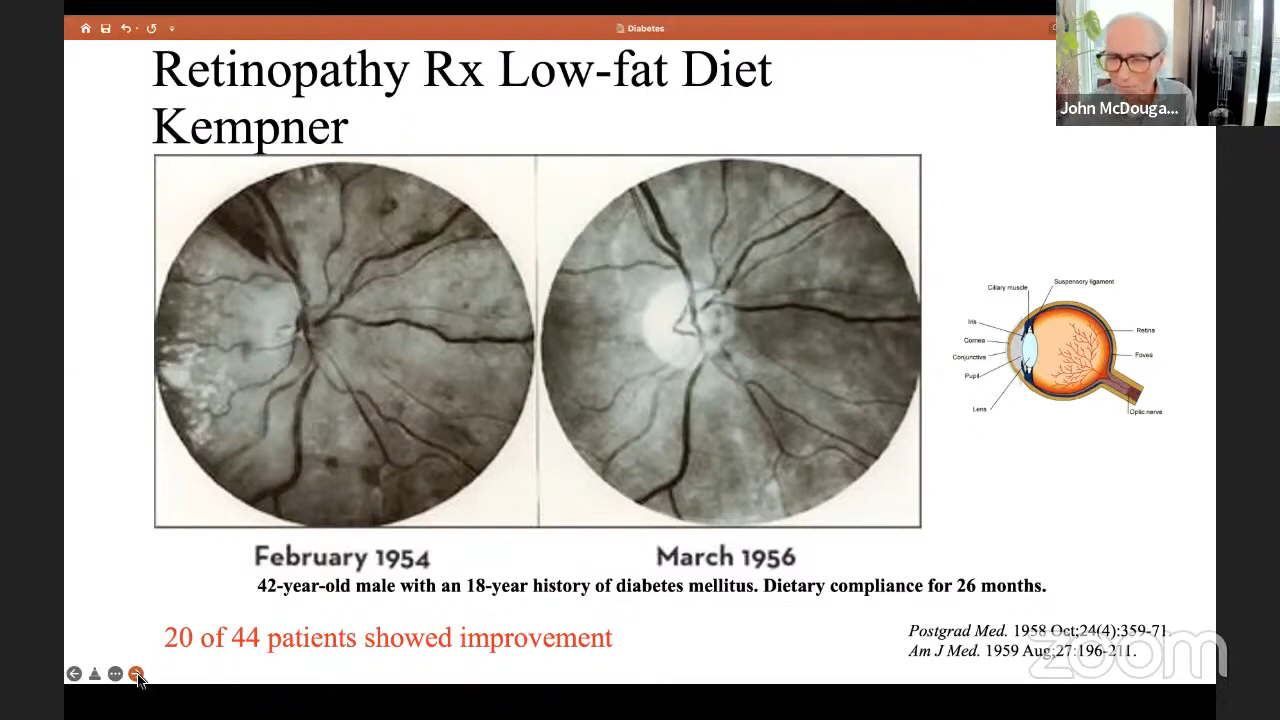 Diabetes
John McDouga...
Retinopathy Rx Low-fat Diet
Kempner
Ciliary muscle
Suspensory ligament
Iris
Cornea
Conjunctiva
Pupil
Lens
Retina
Fovea
Optic nerve
February 1954
March 1956
42-year-old male with an 18-year history of diabetes mellitus. Dietary compliance for 26 months.
20 of 44 patients showed improvement
Postgrad Med. 1958 Oct;24(4):359-71.
Am J Med. 1959 Aug;27:196-211.
zoom